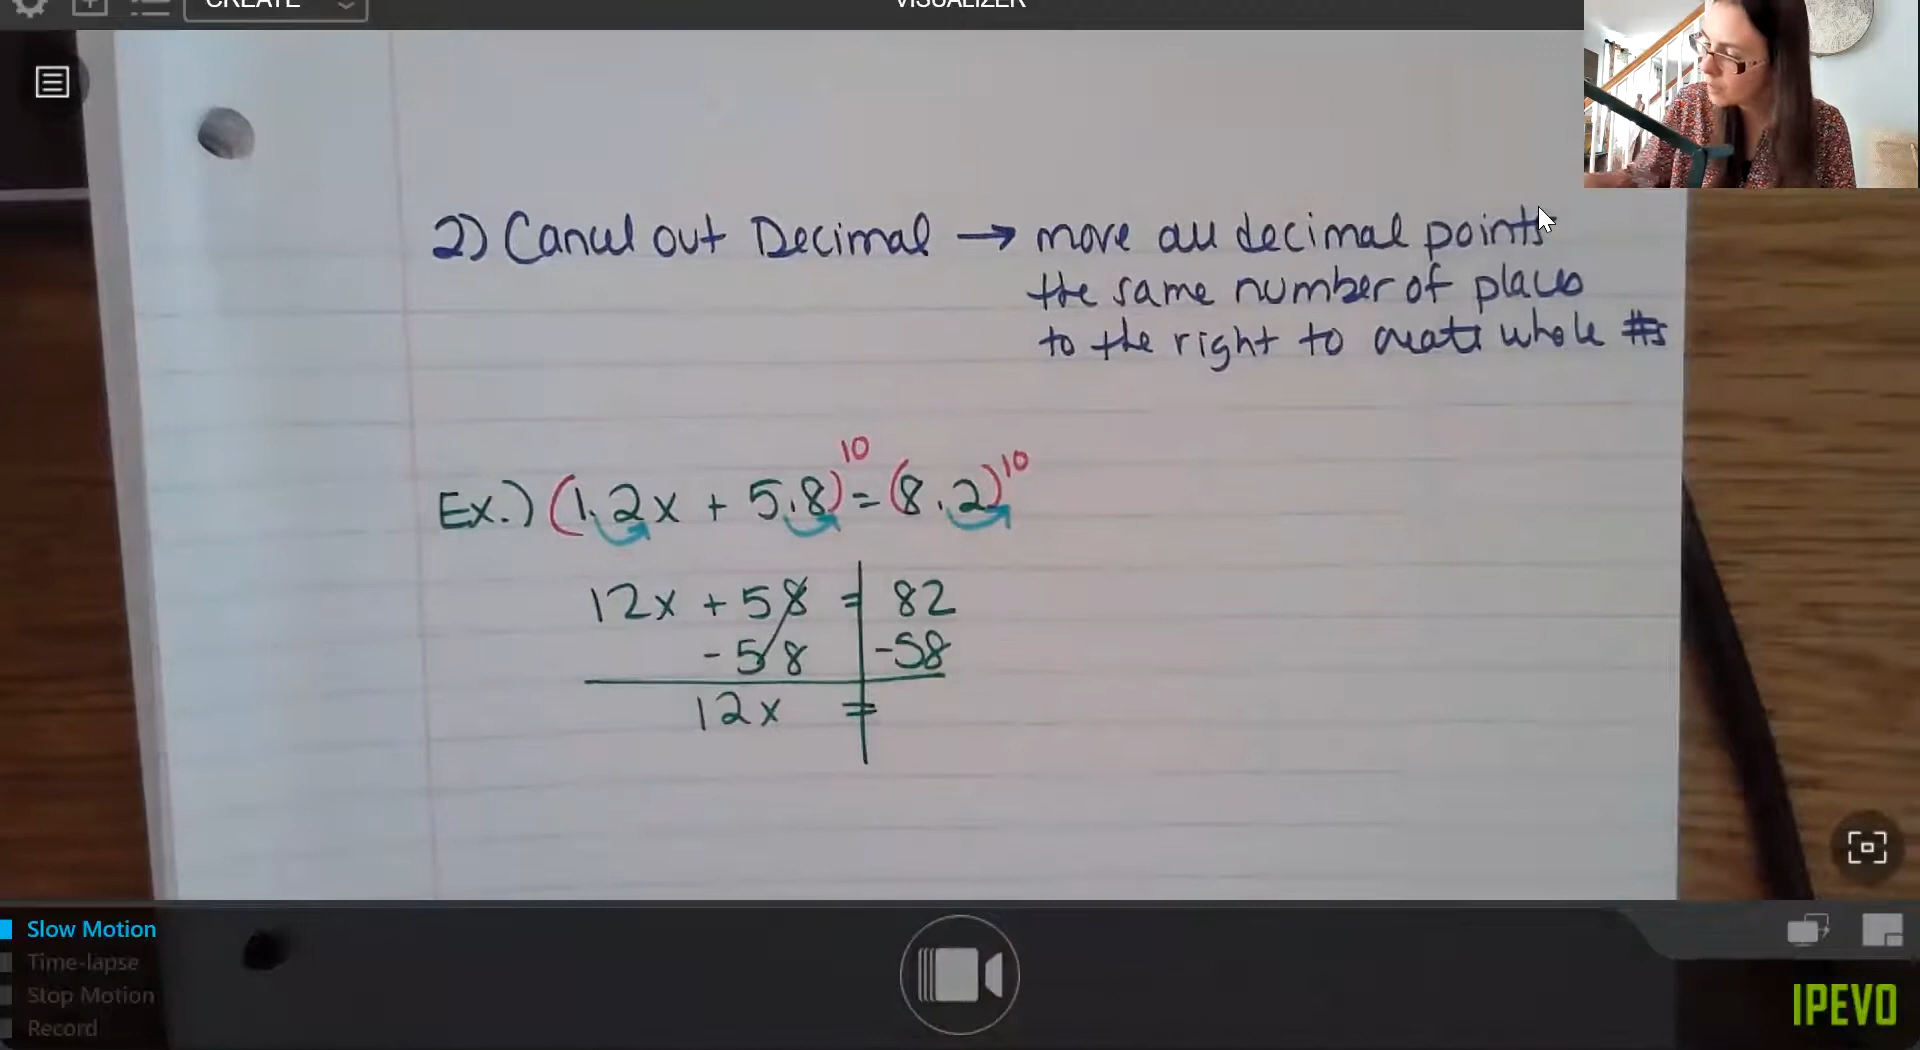 CREATE
VISUALIZER
2) Cancel out Decimal → move all decimal points
the same number of places
to the right to create whole #s
Ex.) (1.2x + 5.8)10 = (8.2)10
12x + 58 = 82
- 58 -58
12x =
Slow Motion
Time-lapse
Stop Motion
Record
IPEVO